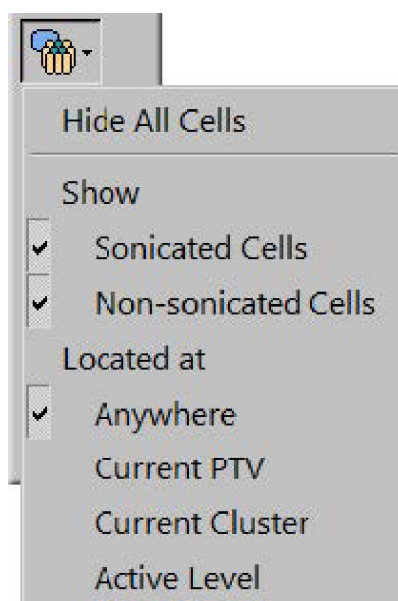 Hide All Cells
Show
Sonicated Cells
Non-sonicated Cells
Located at
Anywhere
Current PTV
Current Cluster
Active Level